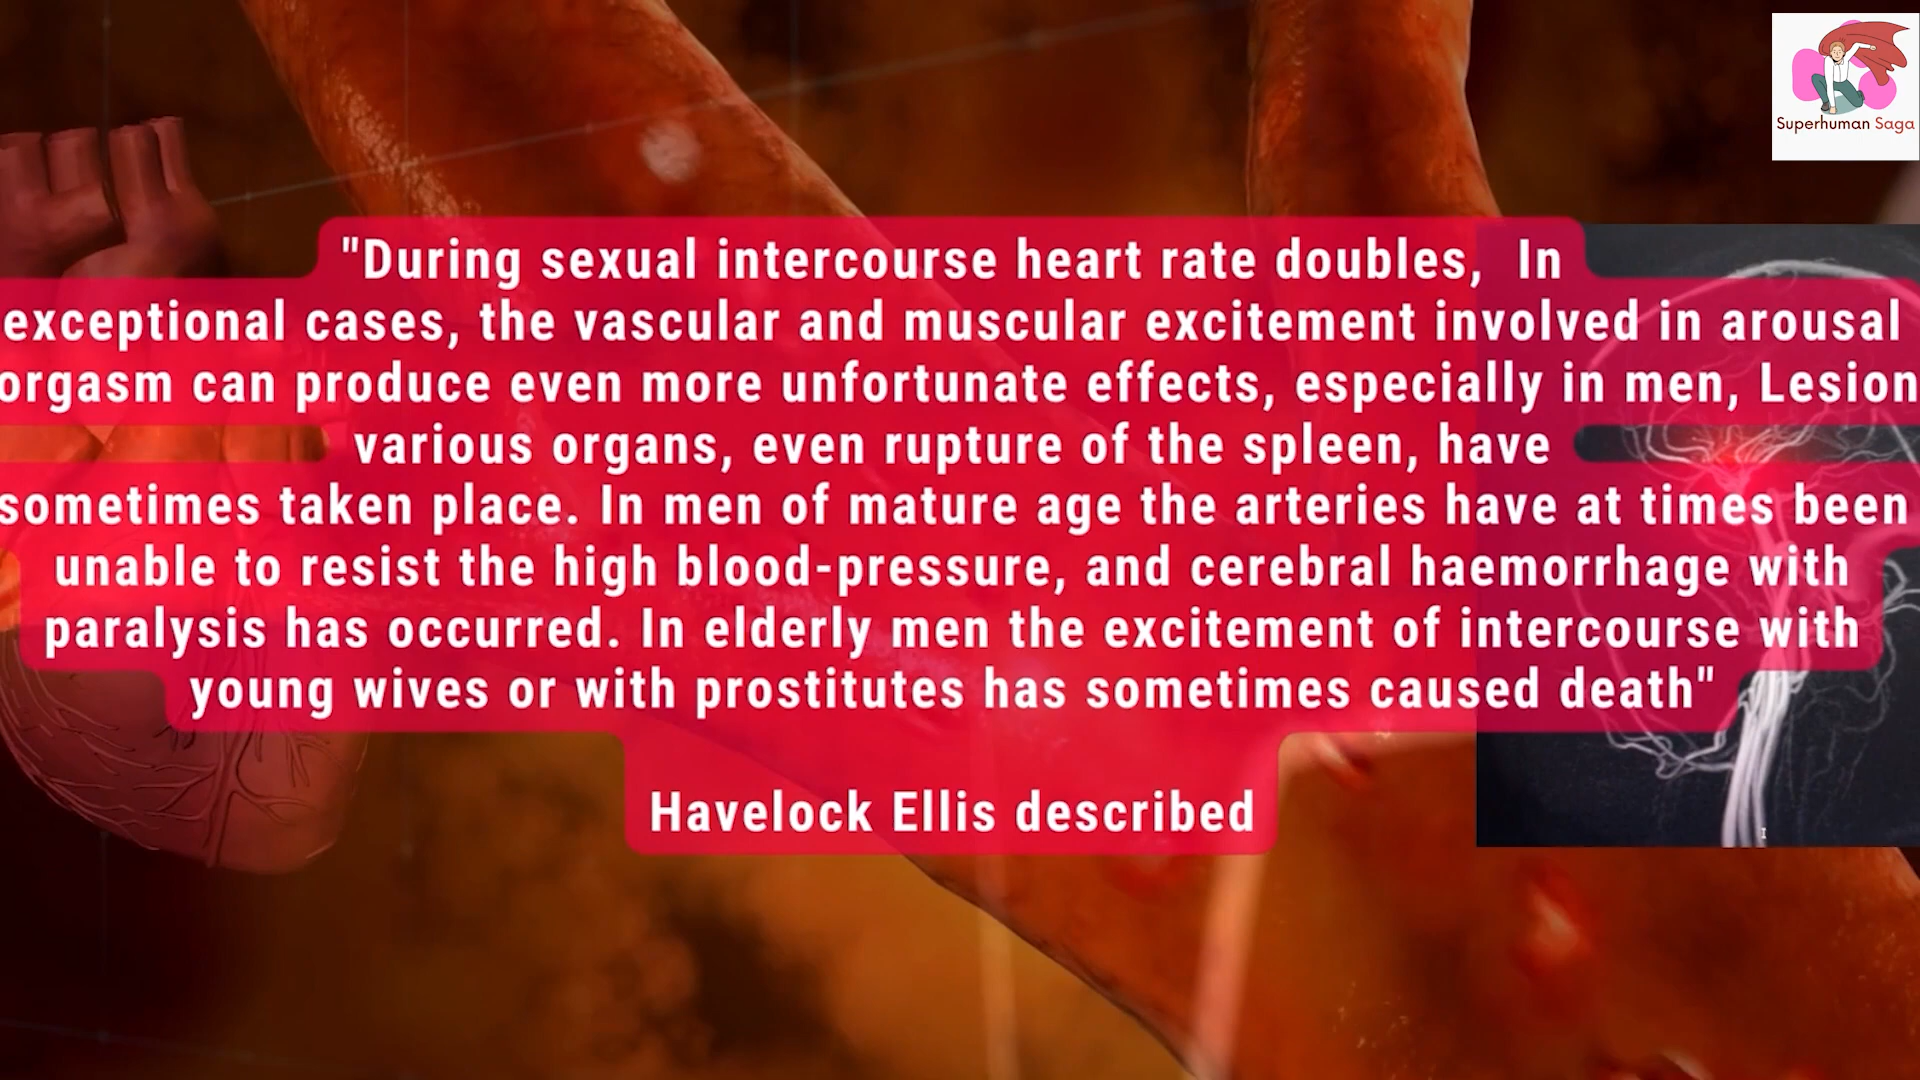 Superhuman Saga
"During sexual intercourse heart rate doubles, In
exceptional cases, the vascular and muscular excitement involved in arousal
orgasm can produce even more unfortunate effects, especially in men, Lesion
various organs, even rupture of the spleen, have
sometimes taken place. In men of mature age the arteries have at times been
unable to resist the high blood-pressure, and cerebral haemorrhage with
paralysis has occurred. In elderly men the excitement of intercourse with
young wives or with prostitutes has sometimes caused death"
Havelock Ellis described